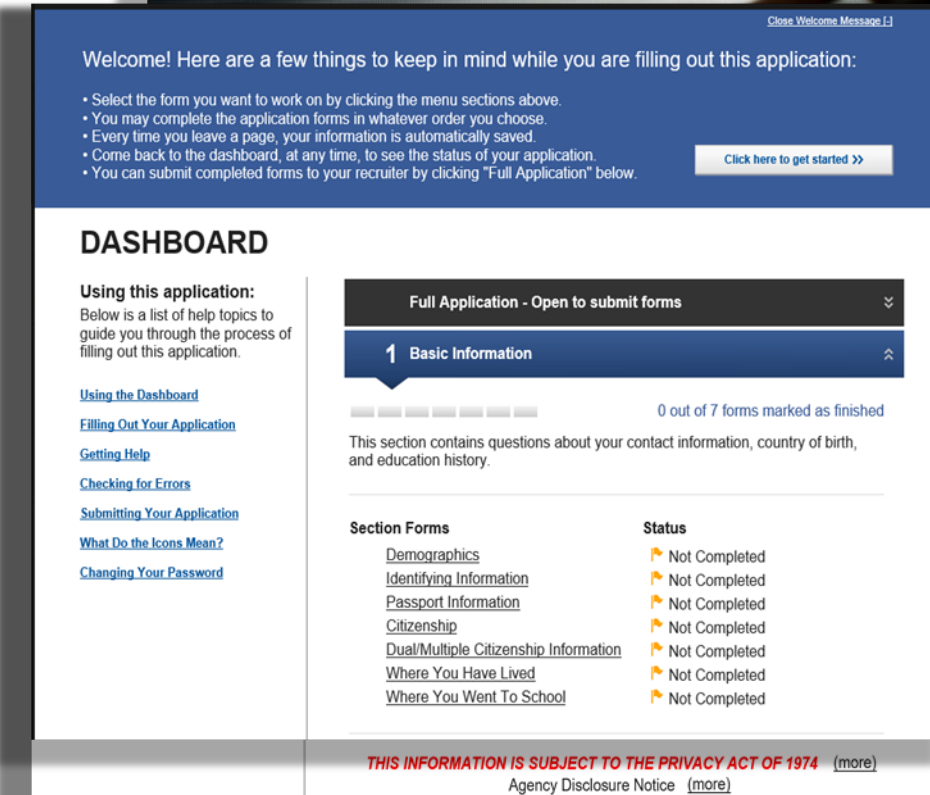 Close Welcome Message [-]
Welcome! Here are a few things to keep in mind while you are filling out this application:
• Select the form you want to work on by clicking the menu sections above.
• You may complete the application forms in whatever order you choose.
• Every time you leave a page, your information is automatically saved.
• Come back to the dashboard, at any time, to see the status of your application.
• You can submit completed forms to your recruiter by clicking "Full Application" below.
Click here to get started >>
DASHBOARD
Using this application:
Below is a list of help topics to
guide you through the process of
filling out this application.
Using the Dashboard
Filling Out Your Application
Getting Help
Checking for Errors
Submitting Your Application
What Do the Icons Mean?
Changing Your Password
Full Application - Open to submit forms
1 Basic Information
0 out of 7 forms marked as finished
This section contains questions about your contact information, country of birth,
and education history.
Section Forms Status
Demographics Not Completed
Identifying Information Not Completed
Passport Information Not Completed
Citizenship Not Completed
Dual/Multiple Citizenship Information Not Completed
Where You Have Lived Not Completed
Where You Went To School Not Completed
THIS INFORMATION IS SUBJECT TO THE PRIVACY ACT OF 1974 (more)
Agency Disclosure Notice (more)